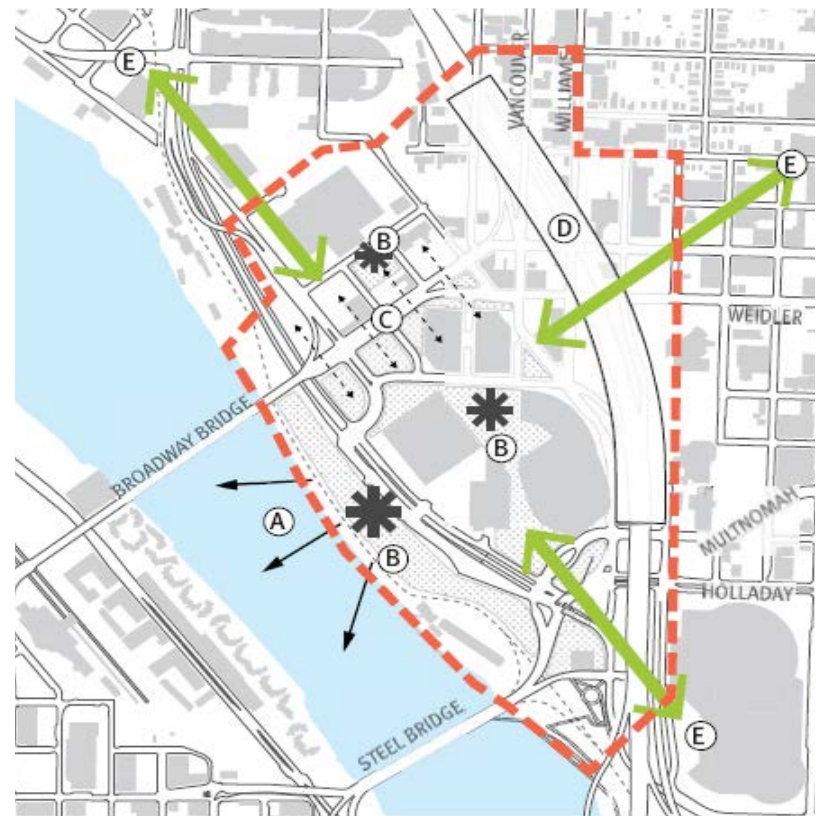 E
VANCOUVER
WILLIAMS
E
B
D
C
WEIDLER
BROADWAY BRIDGE
B
A
B
MULTNOMAH
HOLLADAY
STEEL BRIDGE
E